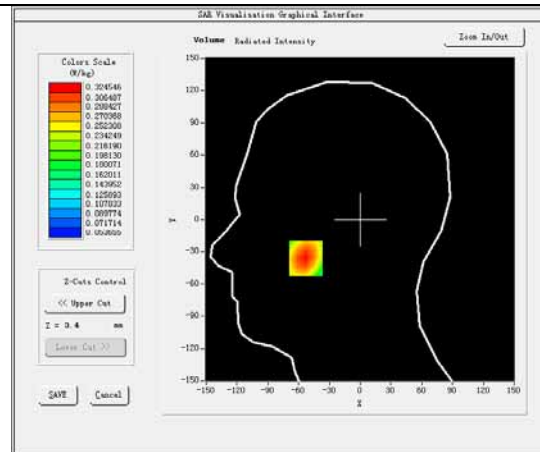 SAR Visualisation Graphical Interface
Volume Radiated Intensity
Zoom In/Out
Colors Scale
(W/kg)
0.324546
0.306487
0.288427
0.270368
0.252308
0.234249
0.216190
0.198130
0.180071
0.162011
0.143952
0.125893
0.107833
0.089774
0.071714
0.053655
Z-Cuts Control
<< Upper Cut
Z = 3.4 mm
Lower Cut >>
SAVE
Cancel
150
120
90
60
30
0
-30
-60
-90
-120
-150
Y
-150 -120 -90 -60 -30 0 30 60 90 120 150
X